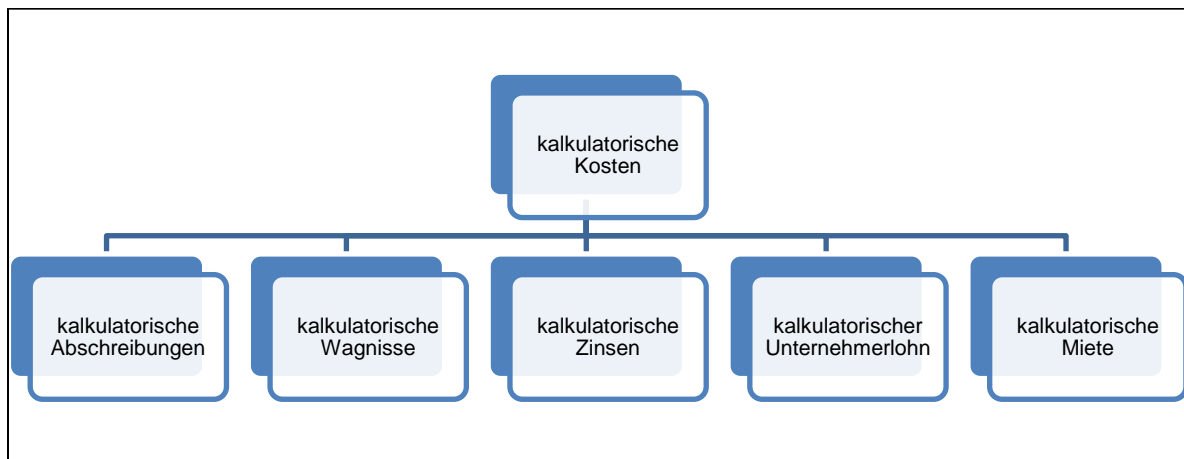 kalkulatorische
Kosten
kalkulatorische
Abschreibungen
kalkulatorische
Wagnisse
kalkulatorische
Zinsen
kalkulatorischer
Unternehmerlohn
kalkulatorische
Miete